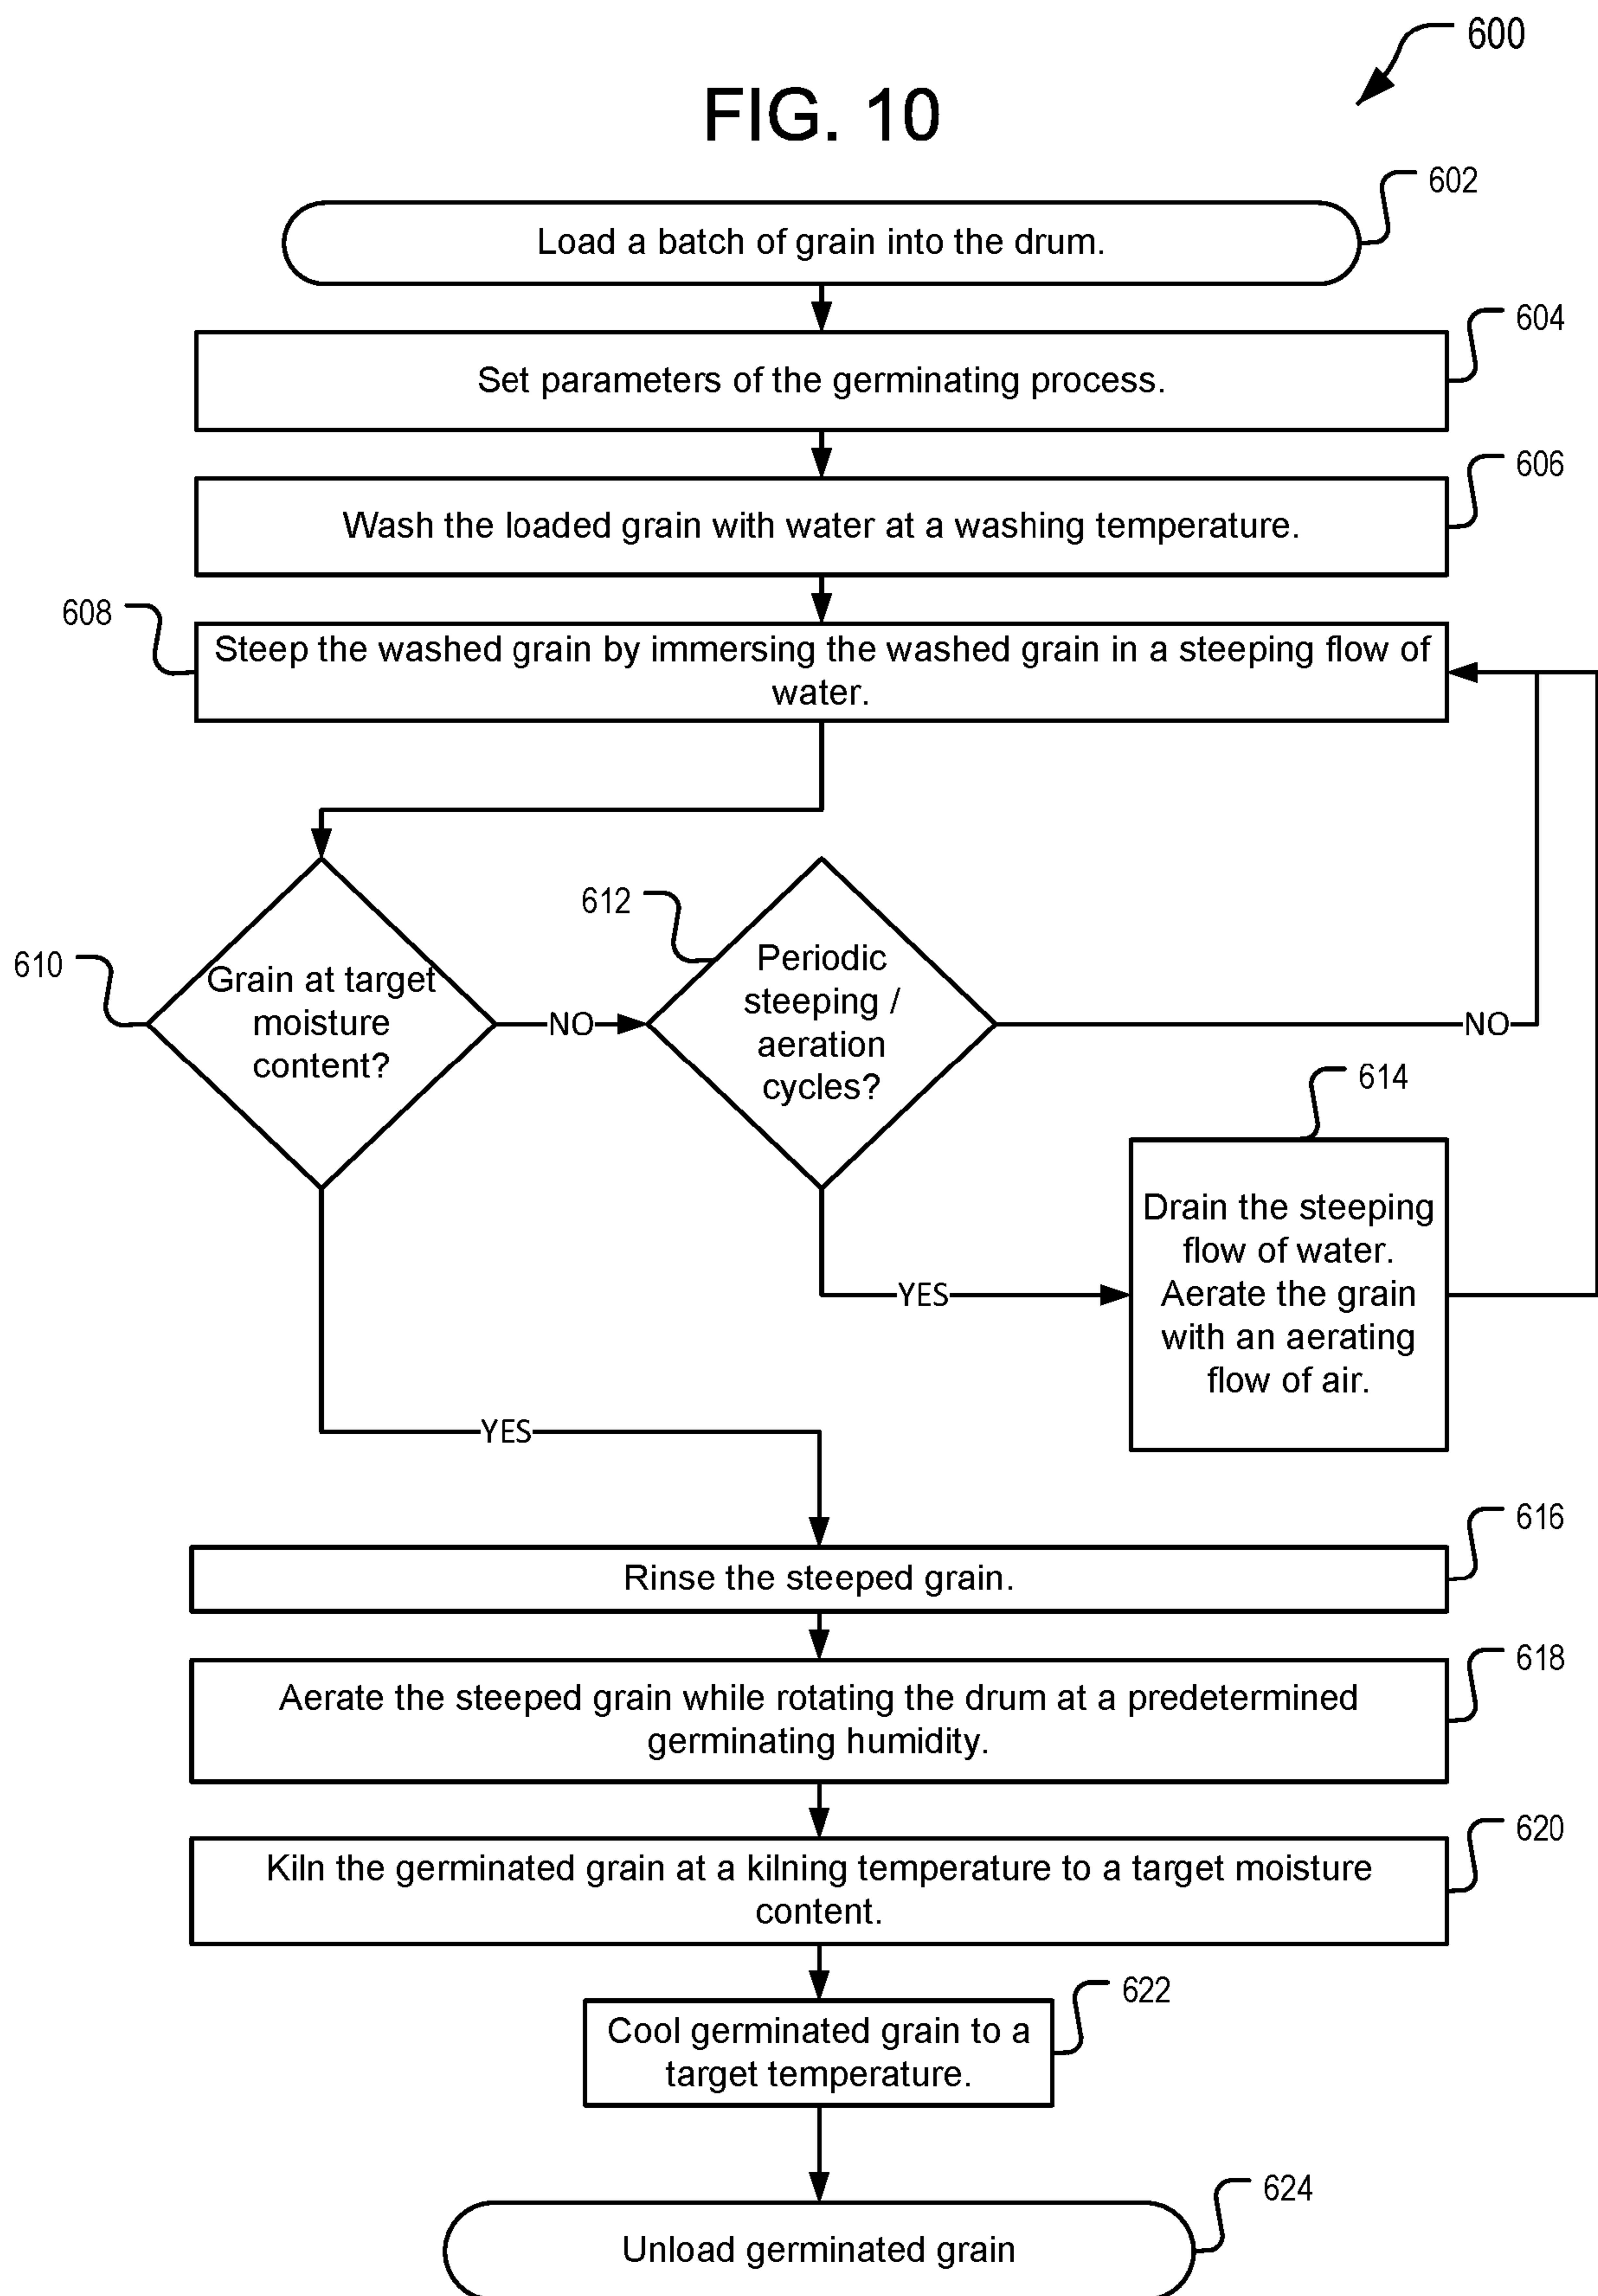 600
FIG. 10
602
Load a batch of grain into the drum.
604
Set parameters of the germinating process.
606
Wash the loaded grain with water at a washing temperature.
608
Steep the washed grain by immersing the washed grain in a steeping flow of
water.
610
Grain at target
moisture
content?
NO
612
Periodic
steeping /
aeration
cycles?
NO
YES
614
Drain the steeping
flow of water.
Aerate the grain
with an aerating
flow of air.
YES
616
Rinse the steeped grain.
618
Aerate the steeped grain while rotating the drum at a predetermined
germinating humidity.
620
Kiln the germinated grain at a kilning temperature to a target moisture
content.
622
Cool germinated grain to a
target temperature.
624
Unload germinated grain